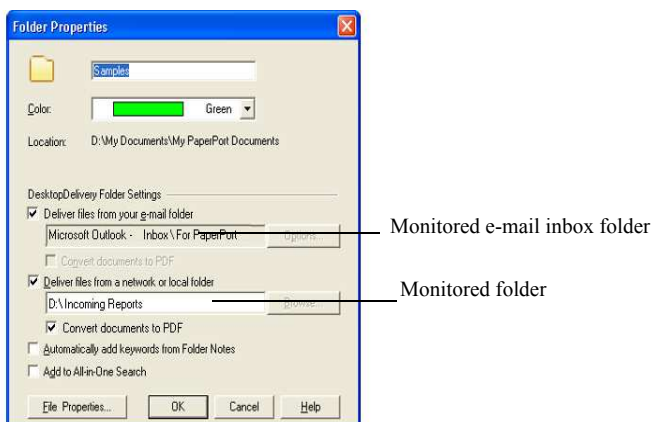 Folder Properties
Samples
Color:
Green
Location: D:\My Documents\My PaperPort Documents
DesktopDelivery Folder Settings
Deliver files from your e-mail folder
Microsoft Outlook - Inbox \ For PaperPort
Options...
Monitored e-mail inbox folder
Convert documents to PDF
Deliver files from a network or local folder
D:\Incoming Reports
Browse...
Monitored folder
Convert documents to PDF
Automatically add keywords from Folder Notes
Add to All-in-One Search
File Properties...
OK
Cancel
Help